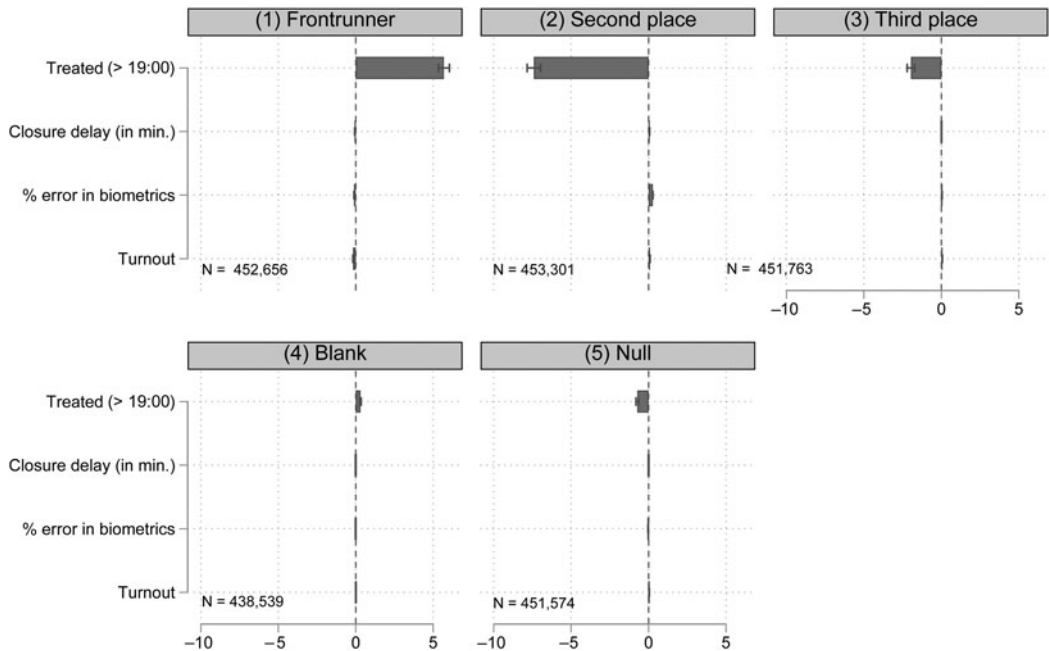 (1) Frontrunner (2) Second place (3) Third place
Treated (> 19:00)
Closure delay (in min.)
% error in biometrics
Turnout
N = 452,656 N = 453,301 N = 451,763
−10 −5 0 5
(4) Blank (5) Null
Treated (> 19:00)
Closure delay (in min.)
% error in biometrics
Turnout
N = 438,539 N = 451,574
−10 −5 0 5 −10 −5 0 5